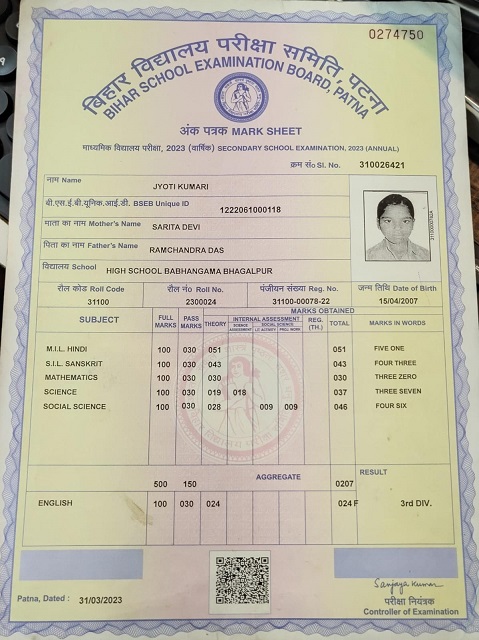 0274750
बिहार विद्यालय परीक्षा समिति, पटना
BIHAR SCHOOL EXAMINATION BOARD, PATNA
अंक पत्रक MARK SHEET
माध्यमिक विद्यालय परीक्षा, 2023 (वार्षिक) SECONDARY SCHOOL EXAMINATION, 2023 (ANNUAL)
क्रम सं० Sl. No. 310026421
नाम Name JYOTI KUMARI
बी.एस.ई.बी.यूनिक.आई.डी. BSEB Unique ID 1222061000118
माता का नाम Mother's Name SARITA DEVI
पिता का नाम Father's Name RAMCHANDRA DAS
विद्यालय School HIGH SCHOOL BABHANGAMA BHAGALPUR
रौल कोड Roll Code रौल नं० Roll No. पंजीयन संख्या Reg. No. जन्म तिथि Date of Birth
31100 2300024 31100-00078-22 15/04/2007
MARKS OBTAINED
SUBJECT FULL MARKS PASS MARKS THEORY INTERNAL ASSESSMENT REG. (TH.) TOTAL MARKS IN WORDS
SCIENCE ASSESSMENT SOCIAL SCIENCE
M.I.L. HINDI 100 030 051 051 FIVE ONE
S.I.L. SANSKRIT 100 030 043 043 FOUR THREE
MATHEMATICS 100 030 030 030 THREE ZERO
SCIENCE 100 030 019 018 037 THREE SEVEN
SOCIAL SCIENCE 100 030 028 009 009 046 FOUR SIX
AGGREGATE RESULT
500 150 0207
ENGLISH 100 030 024 024 F 3rd DIV.
Sanjaya Kumar
Patna, Dated : 31/03/2023
परीक्षा नियंत्रक
Controller of Examination